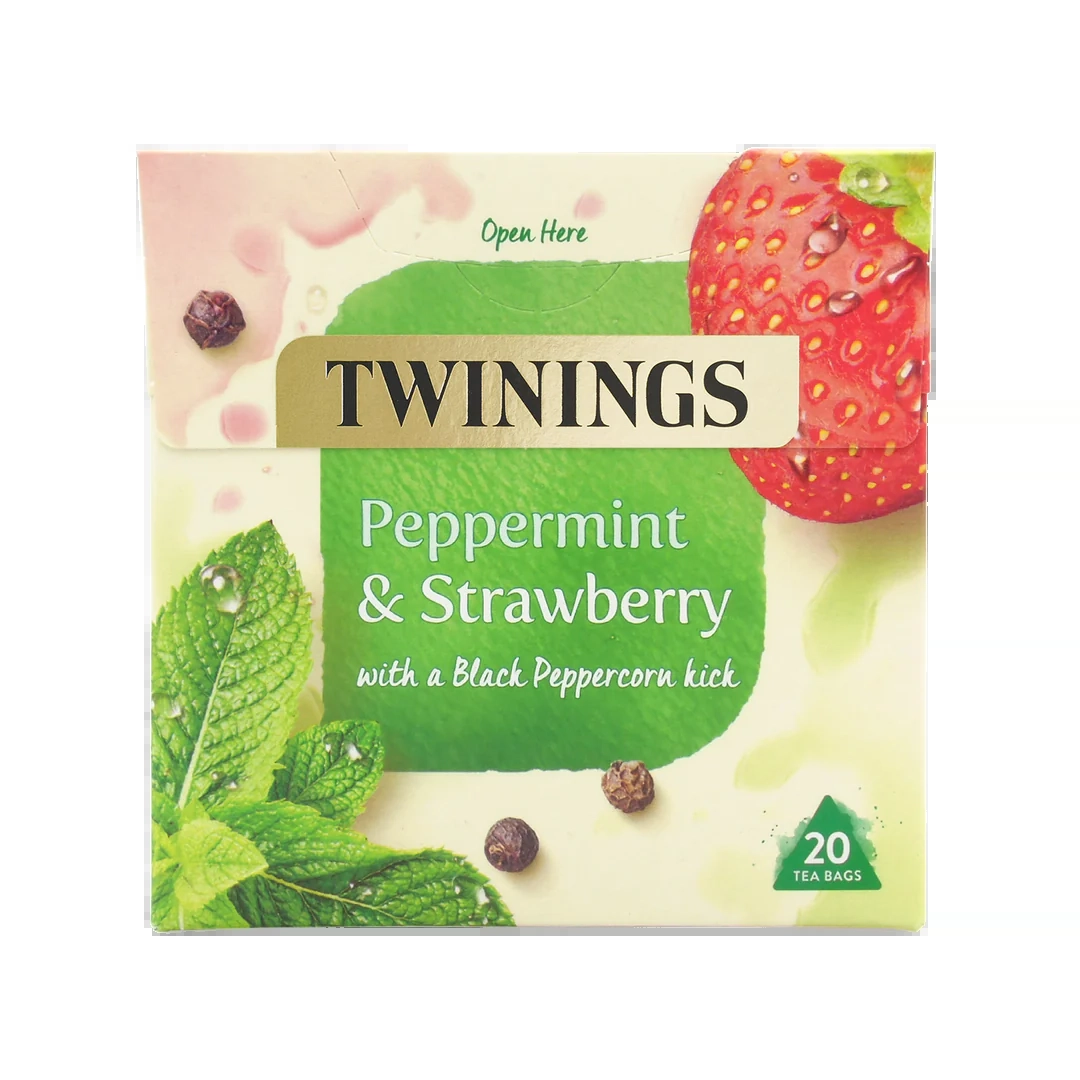 Open Here
TWININGS
Peppermint
& Strawberry
with a Black Peppercorn kick
20
TEA BAGS